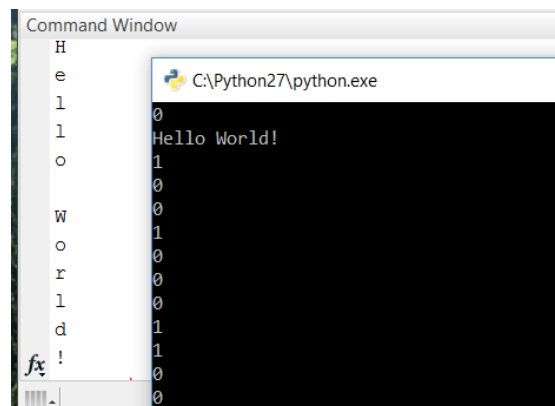 Command Window
H
e
l
l
o
W
o
r
l
d
!
fx
C:\Python27\python.exe
0
Hello World!
1
0
0
1
0
0
0
1
1
0
0